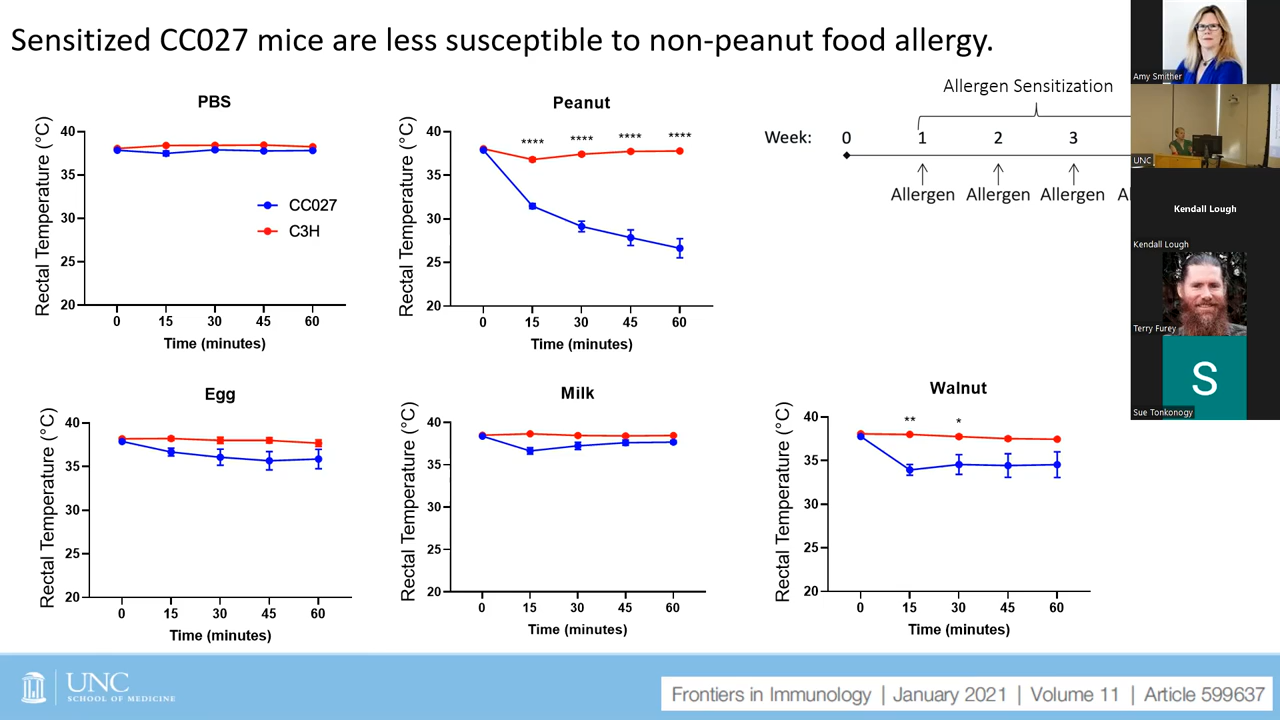 Sensitized CC027 mice are less susceptible to non-peanut food allergy.
PBS
Rectal Temperature (°C)
40
35
30
25
20
CC027
C3H
0 15 30 45 60
Time (minutes)
Peanut
Rectal Temperature (°C)
40
35
30
25
20
**** **** **** ****
0 15 30 45 60
Time (minutes)
Allergen Sensitization
Week: 0 1 2 3
Allergen Allergen Allergen
Egg
Rectal Temperature (°C)
40
35
30
25
20
0 15 30 45 60
Time (minutes)
Milk
Rectal Temperature (°C)
40
35
30
25
20
0 15 30 45 60
Time (minutes)
Walnut
Rectal Temperature (°C)
40
35
30
25
20
** *
0 15 30 45 60
Time (minutes)
Amy Smither
UNC
Kendall Lough
Kendall Lough
Terry Furey
S
Sue Tonkonogy
UNC
SCHOOL OF MEDICINE
Frontiers in Immunology | January 2021 | Volume 11 | Article 599637